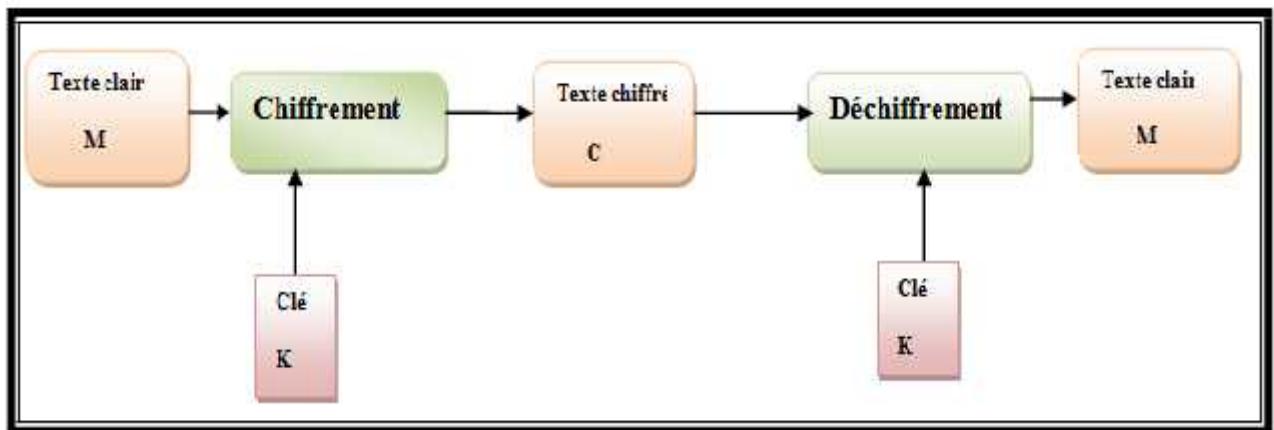 Texte clair
M
Chiffrement
Texte chiffré
C
Déchiffrement
Texte clair
M
Clé
K
Clé
K